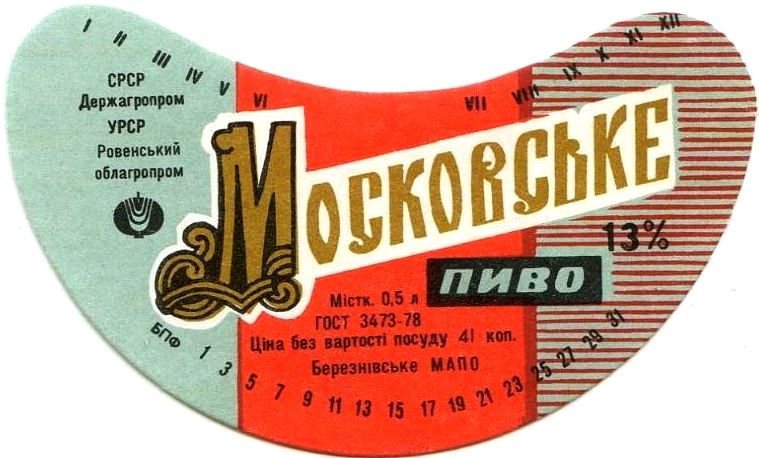 I II III IV V VI VII VIII IX X XI XII
СРСР
Держагропром
УРСР
Ровенський
облагропром
Московське
13%
пиво
Містк. 0,5 л
ГОСТ 3473-78
Ціна без вартості посуду 41 коп.
Березнівське МАПО
БПФ 1 3 5 7 9 11 13 15 17 19 21 23 25 27 29 31